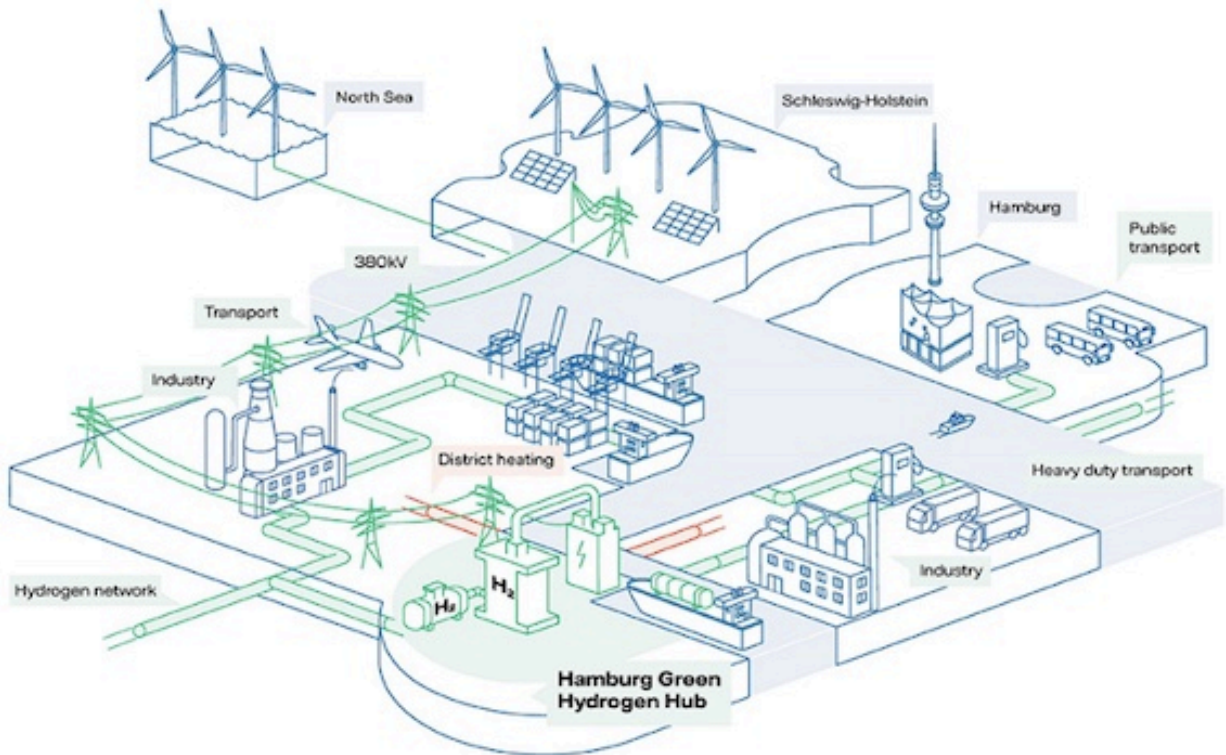 North Sea
Schleswig-Holstein
Hamburg
Public
transport
380kV
Transport
Industry
District heating
Heavy duty transport
Industry
Hydrogen network
H₂
H₂
Hamburg Green
Hydrogen Hub